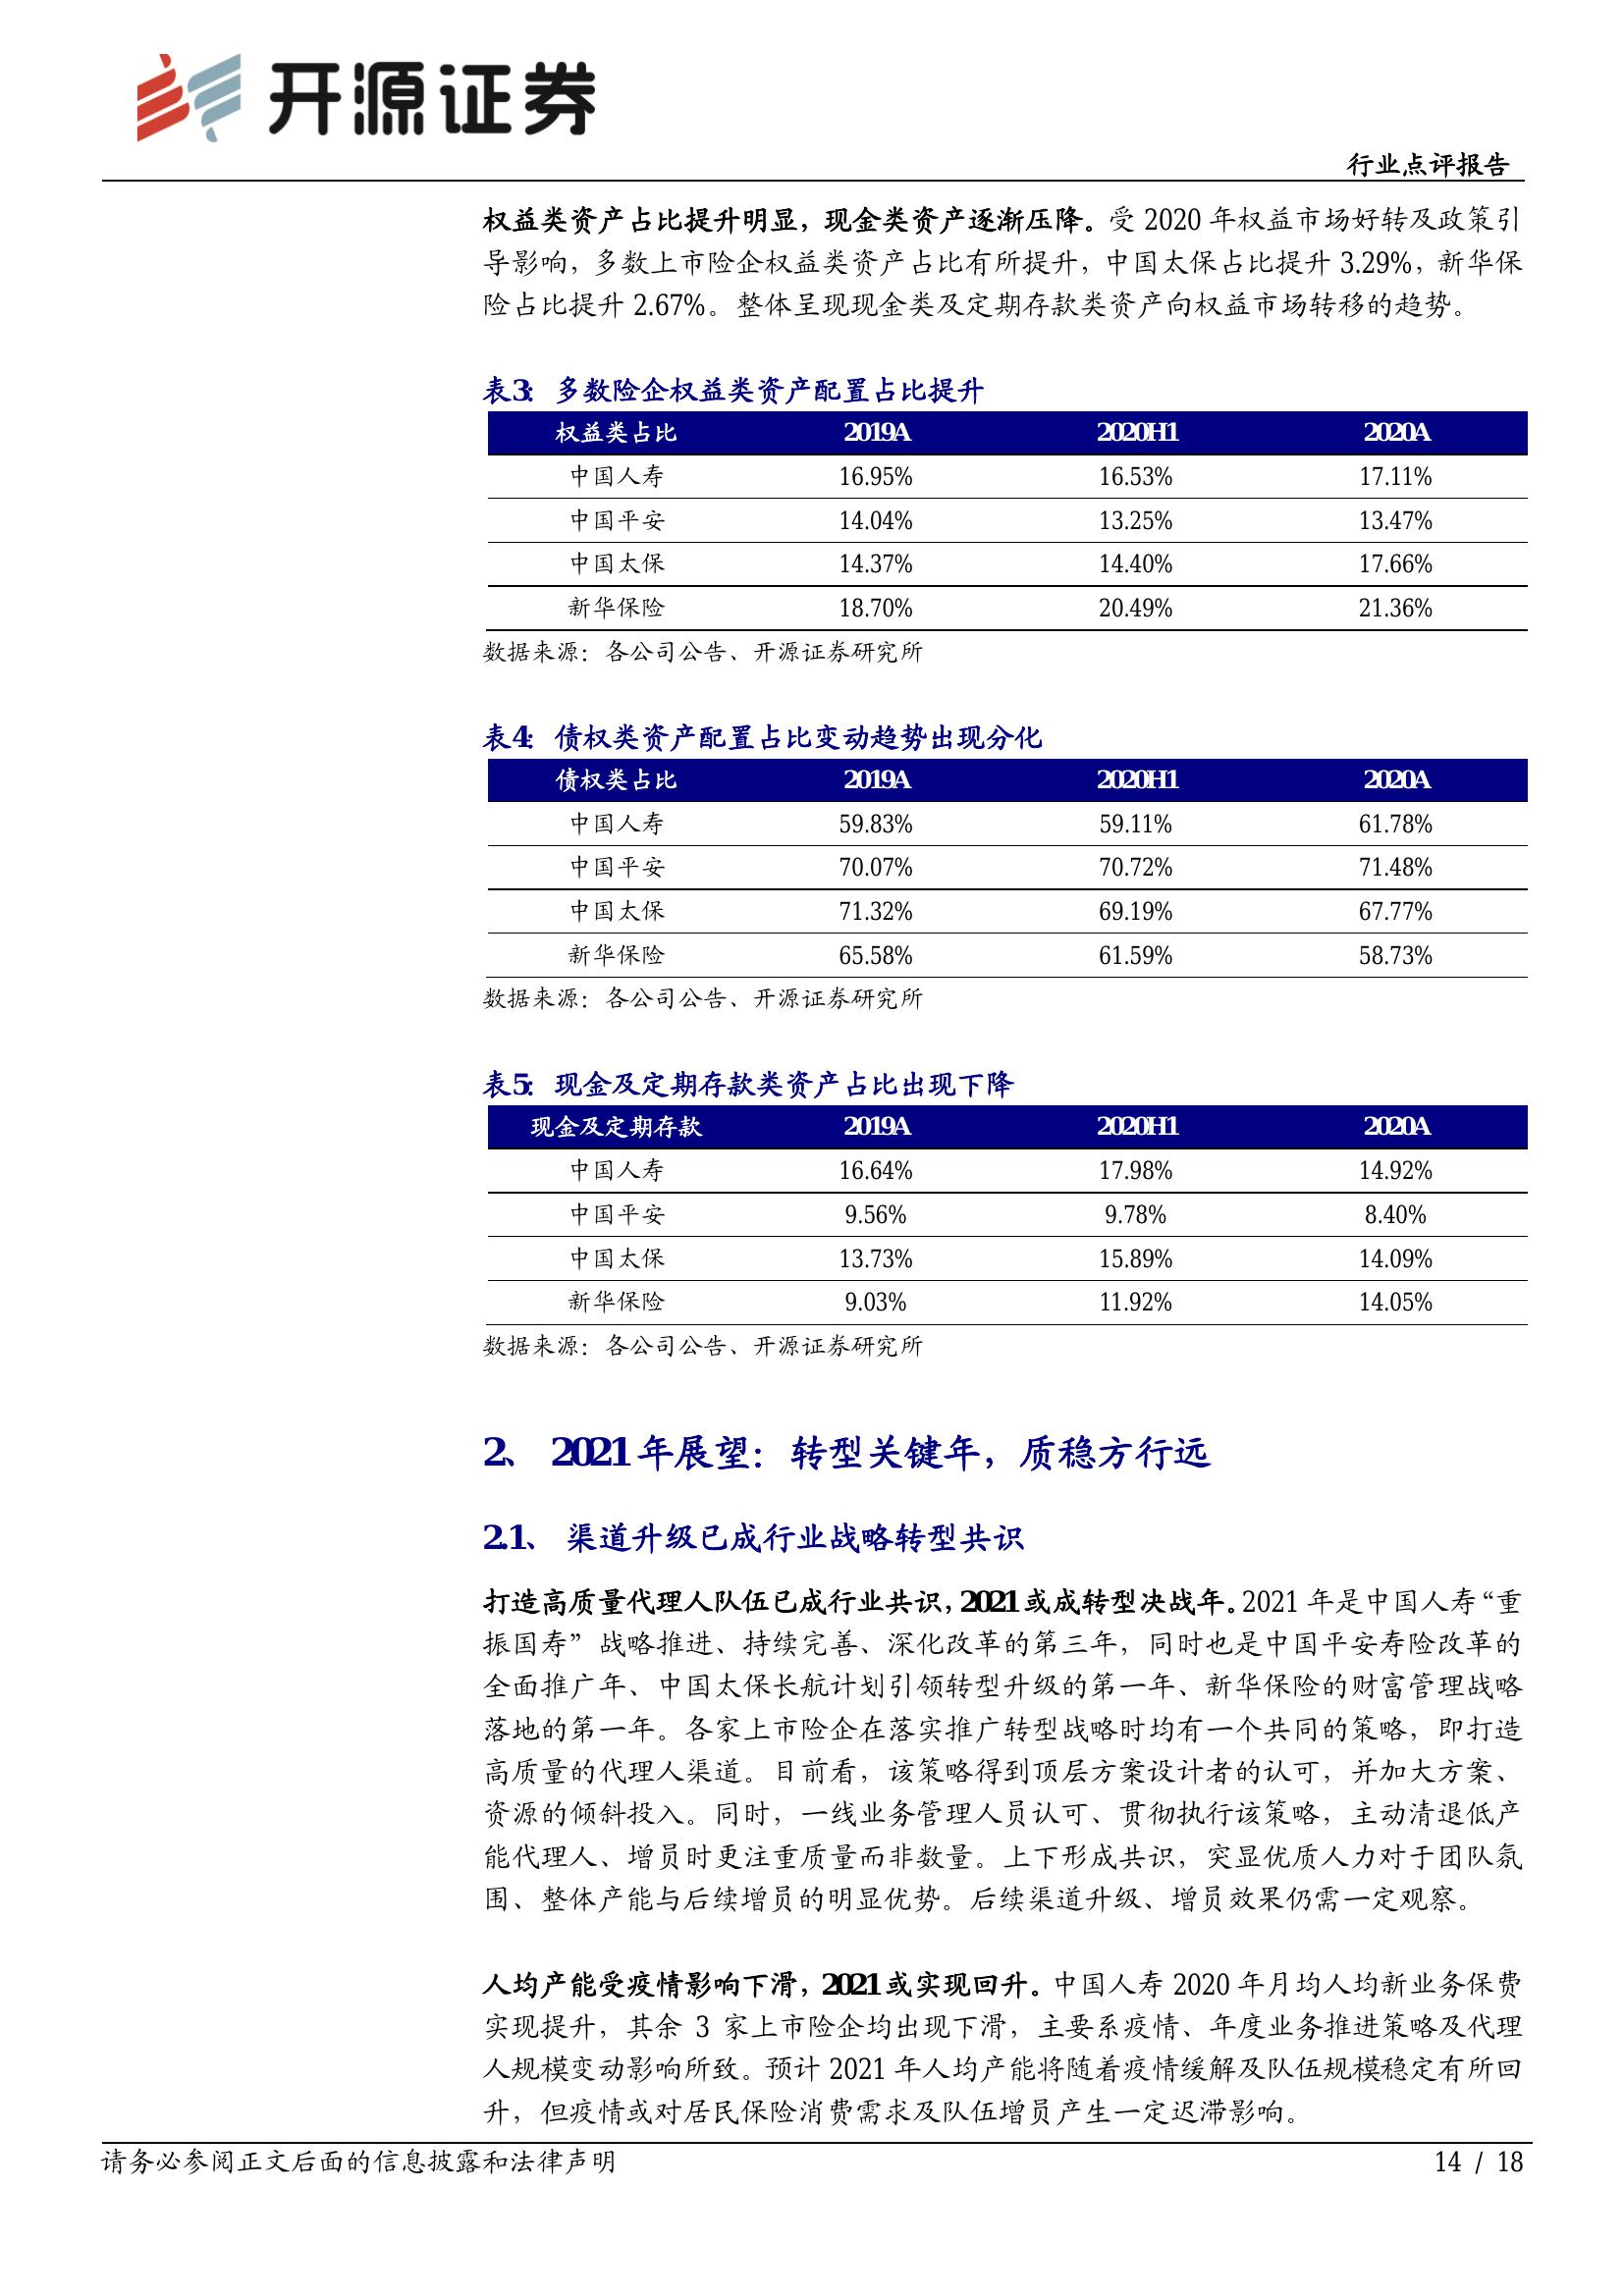 开源证券
行业点评报告
权益类资产占比提升明显，现金类资产逐渐压降。受 2020 年权益市场好转及政策引
导影响，多数上市险企权益类资产占比有所提升，中国太保占比提升 3.29%，新华保
险占比提升 2.67%。整体呈现现金类及定期存款类资产向权益市场转移的趋势。
表3：多数险企权益类资产配置占比提升
权益类占比 2019A 2020H1 2020A
中国人寿 16.95% 16.53% 17.11%
中国平安 14.04% 13.25% 13.47%
中国太保 14.37% 14.40% 17.66%
新华保险 18.70% 20.49% 21.36%
数据来源：各公司公告、开源证券研究所
表4：债权类资产配置占比变动趋势出现分化
债权类占比 2019A 2020H1 2020A
中国人寿 59.83% 59.11% 61.78%
中国平安 70.07% 70.72% 71.48%
中国太保 71.32% 69.19% 67.77%
新华保险 65.58% 61.59% 58.73%
数据来源：各公司公告、开源证券研究所
表5：现金及定期存款类资产占比出现下降
现金及定期存款 2019A 2020H1 2020A
中国人寿 16.64% 17.98% 14.92%
中国平安 9.56% 9.78% 8.40%
中国太保 13.73% 15.89% 14.09%
新华保险 9.03% 11.92% 14.05%
数据来源：各公司公告、开源证券研究所
2、 2021 年展望：转型关键年，质稳方行远
2.1、 渠道升级已成行业战略转型共识
打造高质量代理人队伍已成行业共识，2021 或成转型决战年。2021 年是中国人寿“重
振国寿”战略推进、持续完善、深化改革的第三年，同时也是中国平安寿险改革的
全面推广年、中国太保长航计划引领转型升级的第一年、新华保险的财富管理战略
落地的第一年。各家上市险企在落实推广转型战略时均有一个共同的策略，即打造
高质量的代理人渠道。目前看，该策略得到顶层方案设计者的认可，并加大方案、
资源的倾斜投入。同时，一线业务管理人员认可、贯彻执行该策略，主动清退低产
能代理人、增员时更注重质量而非数量。上下形成共识，突显优质人力对于团队氛
围、整体产能与后续增员的明显优势。后续渠道升级、增员效果仍需一定观察。
人均产能受疫情影响下滑，2021 或实现回升。中国人寿 2020 年月均人均新业务保费
实现提升，其余 3 家上市险企均出现下滑，主要系疫情、年度业务推进策略及代理
人规模变动影响所致。预计 2021 年人均产能将随着疫情缓解及队伍规模稳定有所回
升，但疫情或对居民保险消费需求及队伍增员产生一定迟滞影响。
请务必参阅正文后面的信息披露和法律声明 14 / 18